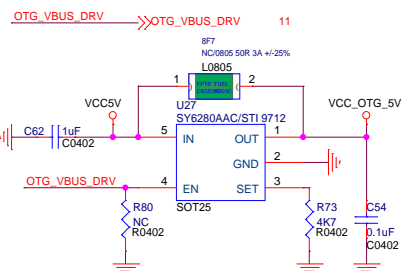 OTG_VBUS_DRV
OTG_VBUS_DRV 11
8F7
NC/0805 50R 3A +/-25%
L0805
1 2
VCC5V
U27
SY6280AAC/STI 9712
VCC_OTG_5V
C62 1uF
C0402
5 IN OUT 1
GND 2
OTG_VBUS_DRV
4 EN SET 3
SOT25
R80
NC
R0402
R73
4K7
R0402
C54
0.1uF
C0402